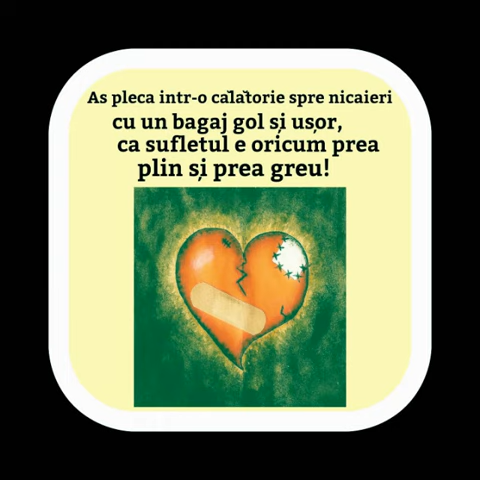 As pleca intr-o călătorie spre nicaieri
cu un bagaj gol și ușor,
ca sufletul e oricum prea
plin și prea greu!